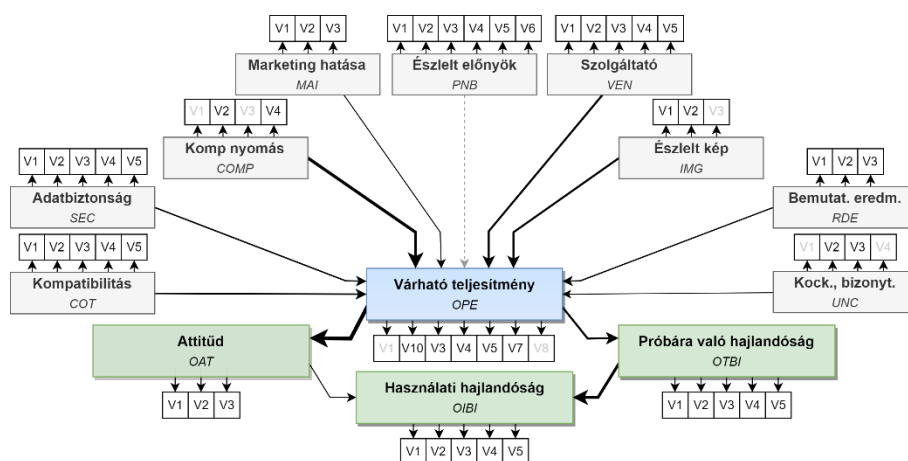 V1 V2 V3
V1 V2 V3 V4 V5 V6
V1 V2 V3 V4 V5
Marketing hatása
MAI
Észlelt előnyök
PNB
Szolgáltató
VEN
V1 V2 V3 V4
V1 V2 V3
Komp nyomás
COMP
Észlelt kép
IMG
V1 V2 V3 V4 V5
V1 V2 V3
Adatbiztonság
SEC
Bemutat. eredm.
RDE
V1 V2 V3 V4 V5
V1 V2 V3 V4
Kompatibilitás
COT
Várható teljesítmény
OPE
Kock., bizonyt.
UNC
V1 V10 V3 V4 V5 V7 V8
Attitűd
OAT
Próbára való hajlandóság
OTBI
Használati hajlandóság
OIBI
V1 V2 V3
V1 V2 V3 V4 V5
V1 V2 V3 V4 V5